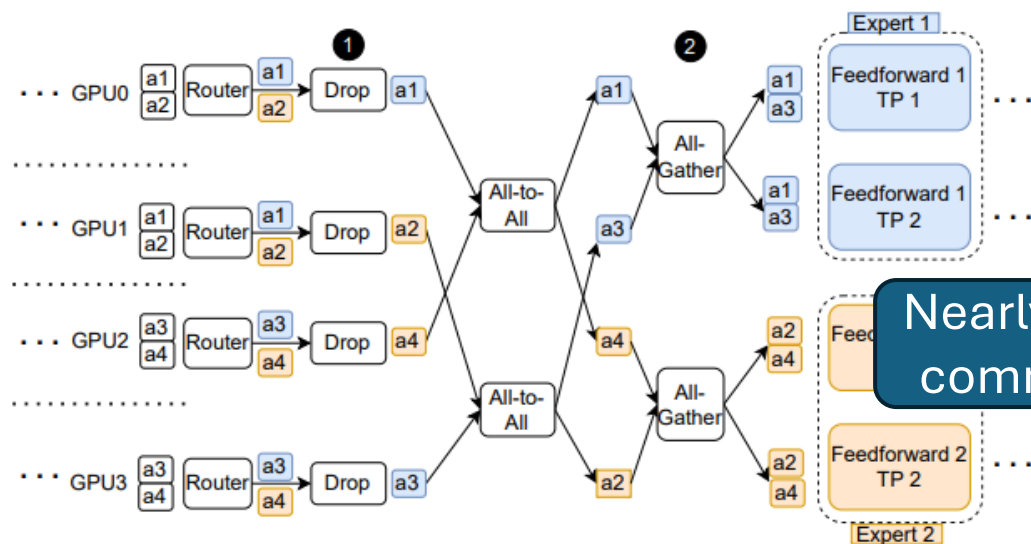 1
2
Expert 1
GPU0
a1
a2
Router
a1
a2
Drop
a1
a1
All-
Gather
a1
a3
Feedforward 1
TP 1
GPU1
a1
a2
Router
a1
a2
Drop
a2
All-to-
All
a3
a1
a3
Feedforward 1
TP 2
GPU2
a3
a4
Router
a3
a4
Drop
a4
a4
a2
a4
Nearly
comm
GPU3
a3
a4
Router
a3
a4
Drop
a3
All-to-
All
a2
All-
Gather
a2
a4
Feedforward 2
TP 2
Expert 2